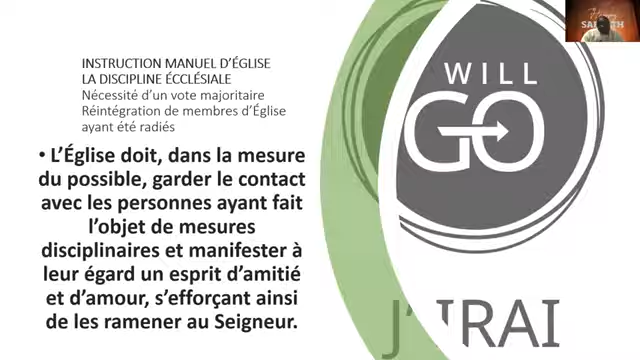 INSTRUCTION MANUEL D’ÉGLISE
LA DISCIPLINE ÉCCLÉSIALE
Nécessité d’un vote majoritaire
Réintégration de membres d’Église
ayant été radiés
• L’Église doit, dans la mesure
du possible, garder le contact
avec les personnes ayant fait
l’objet de mesures
disciplinaires et manifester à
leur égard un esprit d’amitié
et d’amour, s’efforçant ainsi
de les ramener au Seigneur.
WILL
GO
J’IRAI